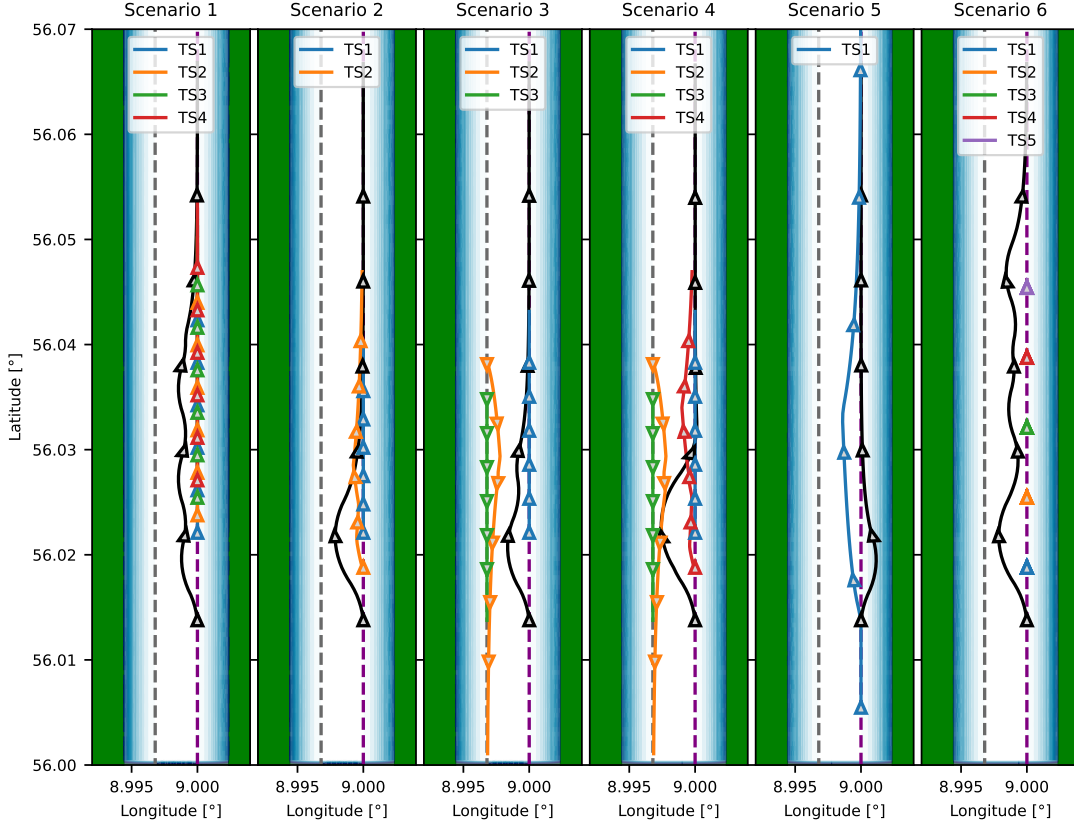 Scenario 1 Scenario 2 Scenario 3 Scenario 4 Scenario 5 Scenario 6
56.07
TS1 TS1 TS1 TS1 TS1 TS1
TS2 TS2 TS2 TS2 TS2
TS3 TS3 TS3 TS3
TS4 TS4 TS4
56.06
TS5
56.05
56.04
56.03
56.02
56.01
56.00
8.995 9.000 8.995 9.000 8.995 9.000 8.995 9.000 8.995 9.000 8.995 9.000
Longitude [°] Longitude [°] Longitude [°] Longitude [°] Longitude [°] Longitude [°]
Latitude [°]